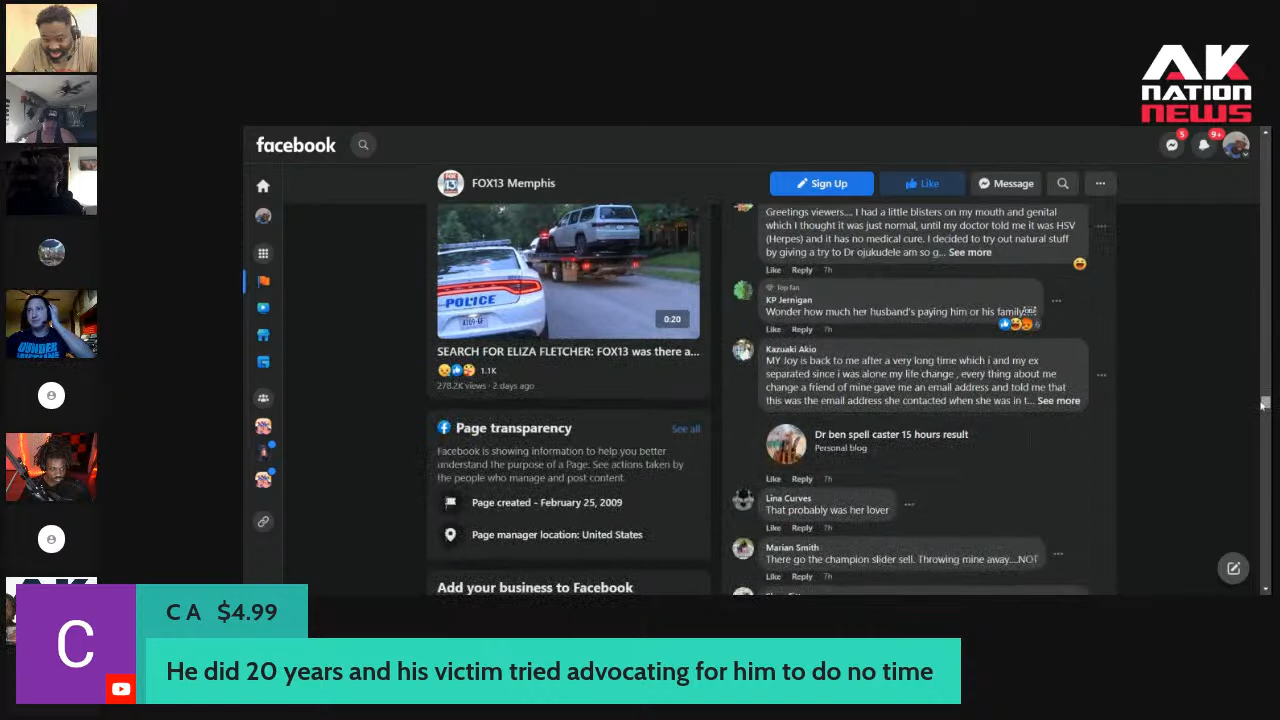 AK
NATION
NEWS
facebook
5
9+
FOX13 Memphis
Sign Up
Like
Message
FOX
13
POLICE
0:20
SEARCH FOR ELIZA FLETCHER: FOX13 was there a...
1.1K
278.2K views · 2 days ago
Page transparency
See all
Facebook is showing information to help you better
understand the purpose of a Page. See actions taken by
the people who manage and post content.
Page created - February 25, 2009
Page manager location: United States
Add your business to Facebook
Greetings viewers.... I had a little blisters on my mouth and genital
which I thought it was just normal, until my doctor told me it was HSV
(Herpes) and it has no medical cure. I decided to try out natural stuff
by giving a try to Dr ojukudele am so g... See more
Like Reply 7h
Top fan
KP Jernigan
Wonder how much her husband's paying him or his family
6
Like Reply 7h
Kazuaki Akio
MY Joy is back to me after a very long time which i and my ex
separated since i was alone my life change , every thing about me
change a friend of mine gave me an email address and told me that
this was the email address she contacted when she was in t... See more
Dr ben spell caster 15 hours result
Personal blog
Like Reply 7h
Lina Curves
That probably was her lover
Like Reply 7h
Marian Smith
There go the champion slider sell. Throwing mine away....NOT
Like Reply 7h
C
C A $4.99
He did 20 years and his victim tried advocating for him to do no time